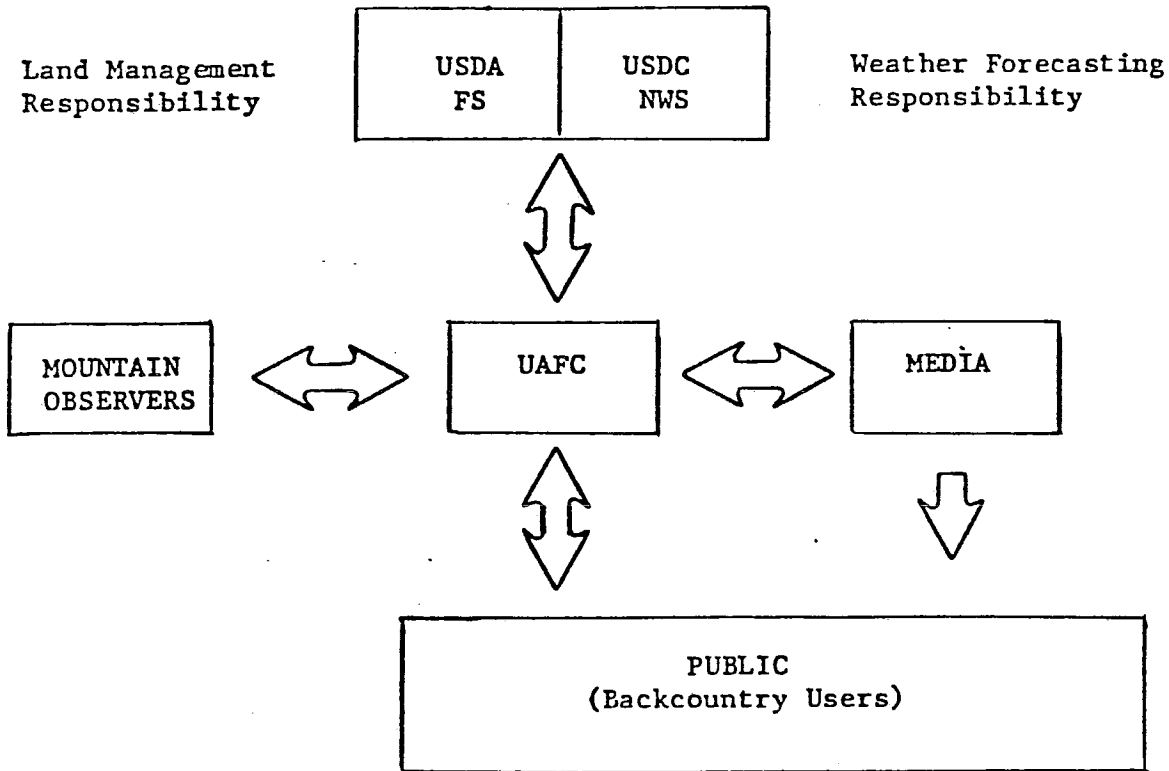 Land Management
Responsibility
USDA
FS
USDC
NWS
Weather Forecasting
Responsibility
MOUNTAIN
OBSERVERS
UAFC
MEDIA
PUBLIC
(Backcountry Users)